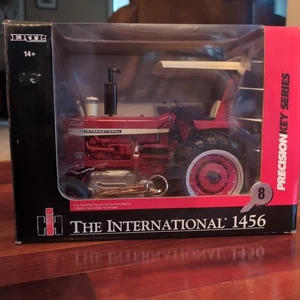 ERTL
14+
PRECISION KEY SERIES
INTERNATIONAL
8
IH THE INTERNATIONAL 1456